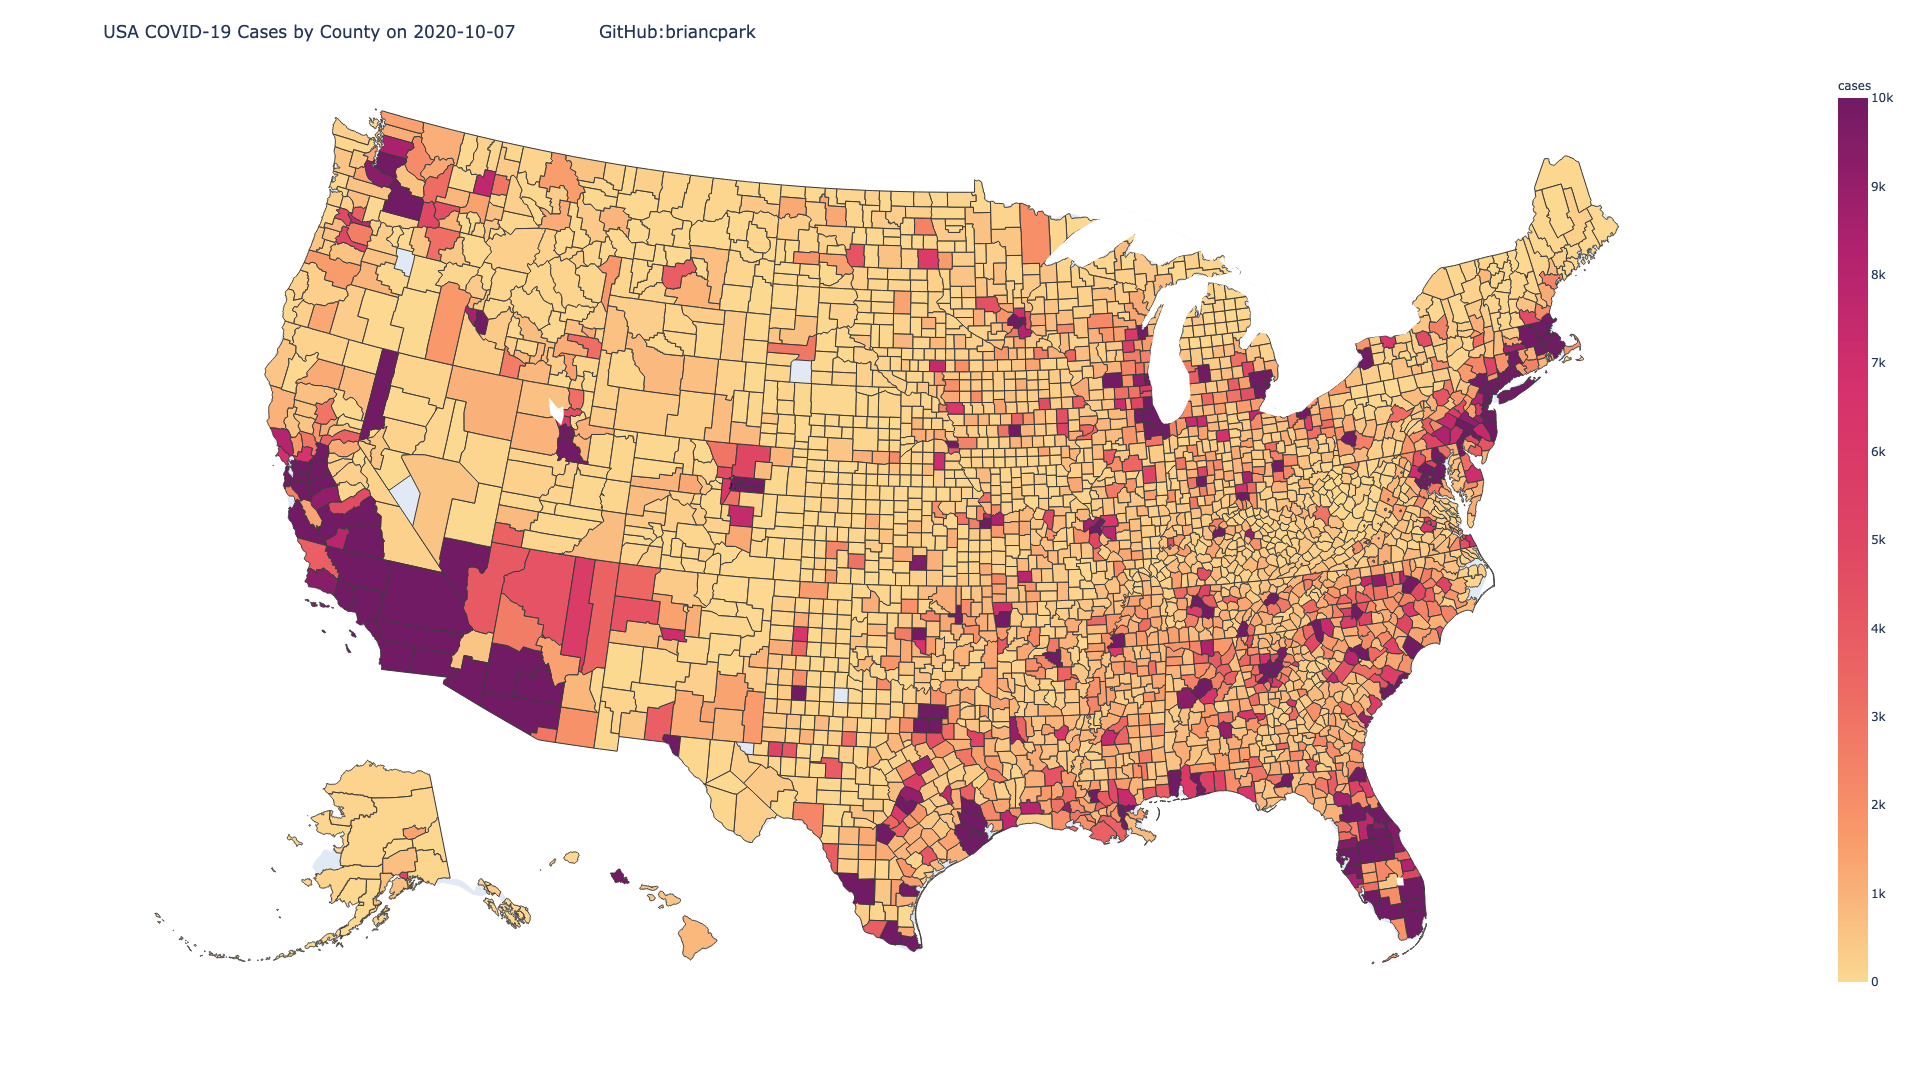 USA COVID-19 Cases by County on 2020-10-07 GitHub:briancpark
cases
10k
9k
8k
7k
6k
5k
4k
3k
2k
1k
0